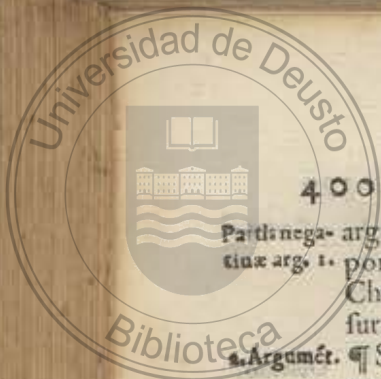 Universidad de Deusto
Biblioteca
400
Partis nega- arg
tiuæ arg. 1. por
Ch
fur
2. Argumēt. ¶ S